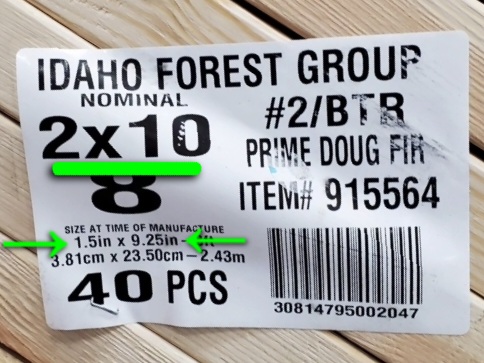 IDAHO FOREST GROUP
NOMINAL
#2/BTR
2x10
PRIME DOUG FIR
8
ITEM# 915564
SIZE AT TIME OF MANUFACTURE
1.5in x 9.25in
3.81cm x 23.50cm – 2.43m
40 PCS
30814795002047